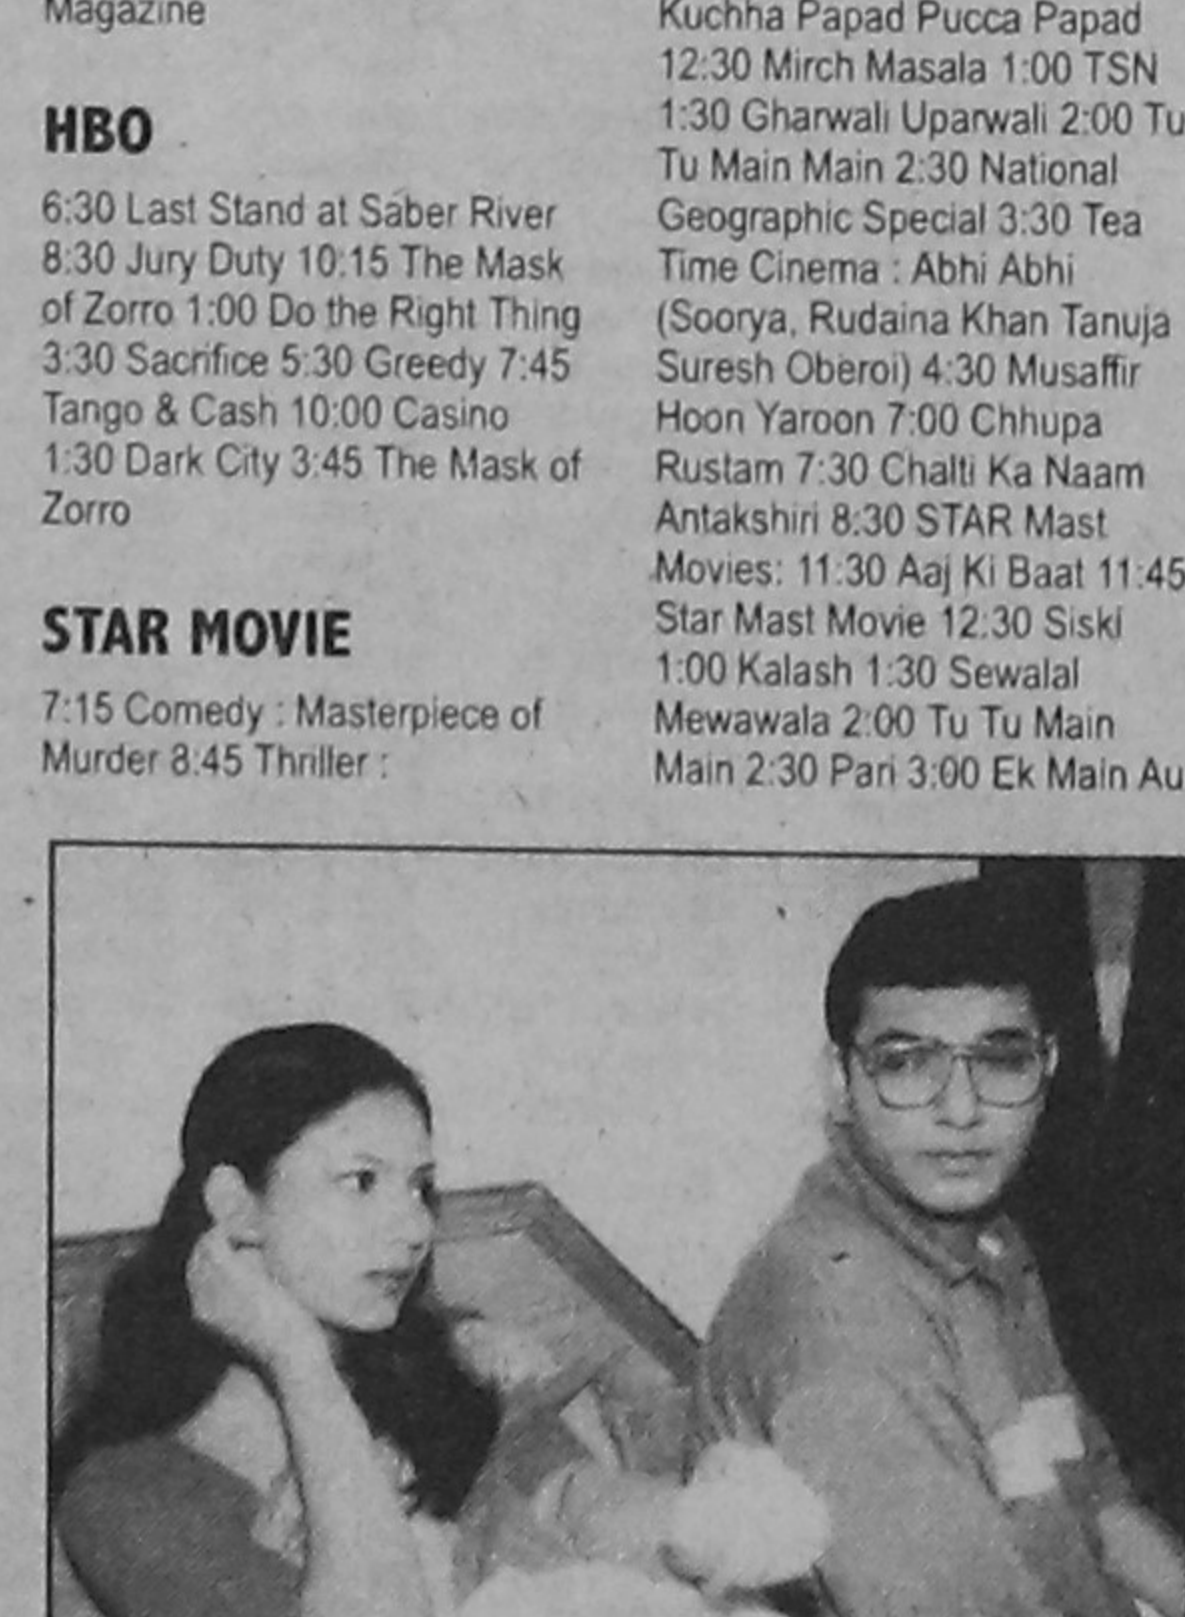 Magazine
HBO
6:30 Last Stand at Saber River
8:30 Jury Duty 10:15 The Mask
of Zorro 1:00 Do the Right Thing
3:30 Sacrifice 5:30 Greedy 7:45
Tango & Cash 10:00 Casino
1:30 Dark City 3:45 The Mask of
Zorro
STAR MOVIE
7:15 Comedy : Masterpiece of
Murder 8:45 Thriller :
Kuchha Papad Pucca Papad
12:30 Mirch Masala 1:00 TSN
1:30 Gharwali Uparwali 2:00 Tu
Tu Main Main 2:30 National
Geographic Special 3:30 Tea
Time Cinema : Abhi Abhi
(Soorya, Rudaina Khan Tanuja
Suresh Oberoi) 4:30 Musaffir
Hoon Yaroon 7:00 Chhupa
Rustam 7:30 Chalti Ka Naam
Antakshiri 8:30 STAR Mast
Movies: 11:30 Aaj Ki Baat 11:45
Star Mast Movie 12:30 Siski
1:00 Kalash 1:30 Sewalal
Mewawala 2:00 Tu Tu Main
Main 2:30 Pari 3:00 Ek Main Au